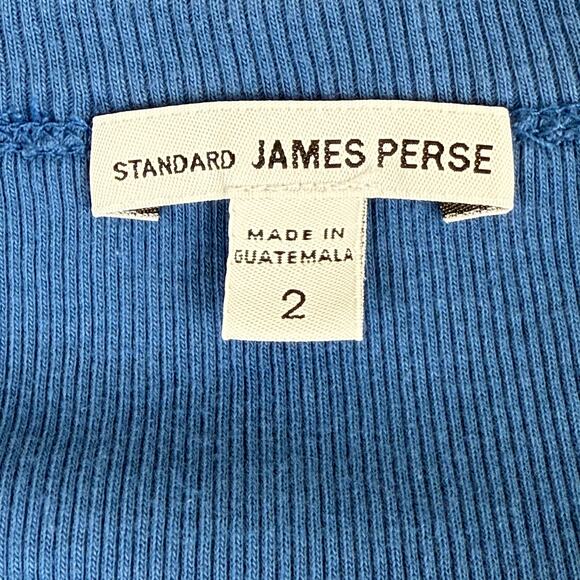 STANDARD JAMES PERSE
MADE IN
GUATEMALA
2